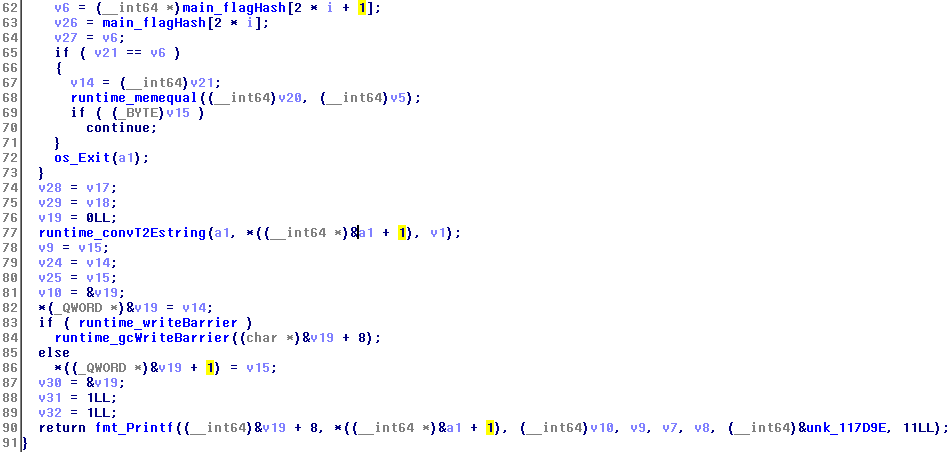 62     v6 = (__int64 *)main_flagHash[2 * i + 1];
63     v26 = main_flagHash[2 * i];
64     v27 = v6;
65     if ( v21 == v6 )
66     {
67       v14 = (__int64)v21;
68       runtime_memequal((__int64)v20, (__int64)v5);
69       if ( (_BYTE)v15 )
70         continue;
71     }
72     os_Exit(a1);
73   }
74   v28 = v17;
75   v29 = v18;
76   v19 = 0LL;
77   runtime_convT2Estring(a1, *((__int64 *)&a1 + 1), v1);
78   v9 = v15;
79   v24 = v14;
80   v25 = v15;
81   v10 = &v19;
82   *(_QWORD *)&v19 = v14;
83   if ( runtime_writeBarrier )
84     runtime_gcWriteBarrier((char *)&v19 + 8);
85   else
86     *((_QWORD *)&v19 + 1) = v15;
87   v30 = &v19;
88   v31 = 1LL;
89   v32 = 1LL;
90   return fmt_Printf((__int64)&v19 + 8, *((__int64 *)&a1 + 1), (__int64)v10, v9, v7, v8, (__int64)&unk_117D9E, 11LL);
91 }